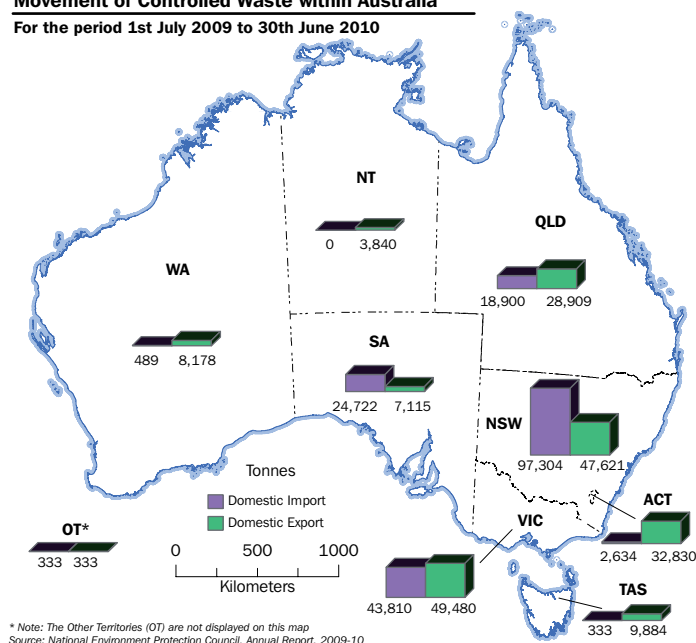 Movement of Controlled Waste within Australia
For the period 1st July 2009 to 30th June 2010
NT
0 3,840
QLD
18,900 28,909
WA
489 8,178
SA
24,722 7,115
NSW
97,304 47,621
Tonnes
Domestic Import
Domestic Export
ACT
2,634 32,830
VIC
43,810 49,480
OT*
333 333
0 500 1000
Kilometers
TAS
333 9,884
* Note: The Other Territories (OT) are not displayed on this map
Source: National Environment Protection Council, Annual Report, 2009-10